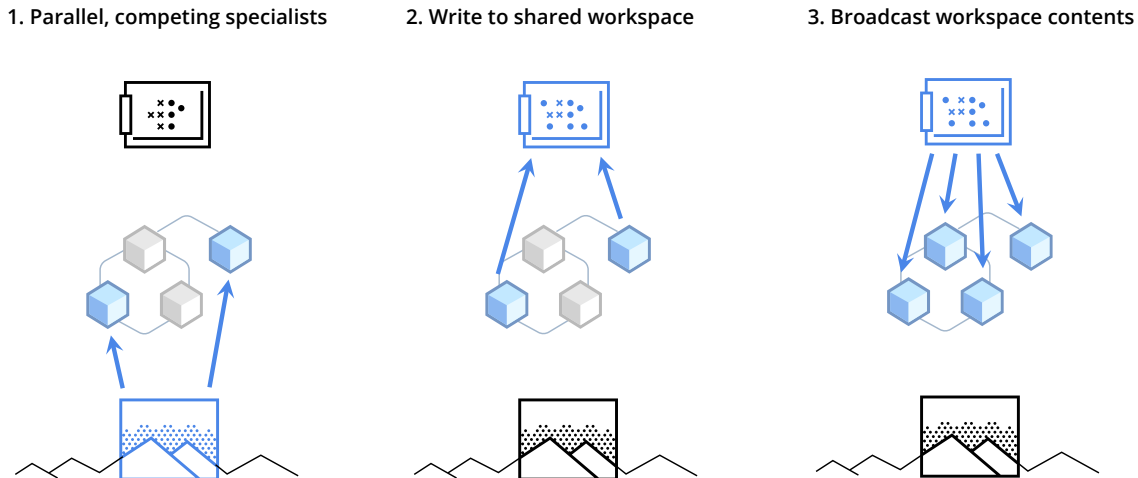 1. Parallel, competing specialists
2. Write to shared workspace
3. Broadcast workspace contents